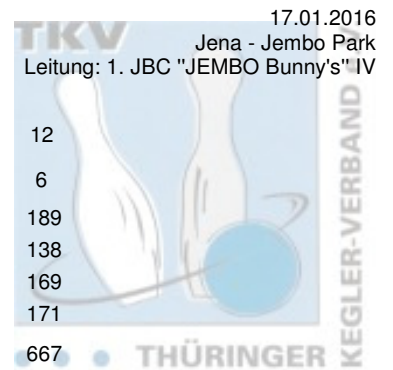 17.01.2016
TKV
Jena - Jembo Park
Leitung: 1. JBC "JEMBO Bunny's" IV
12
6
189
138
169
171
667
THÜRINGER
KEGLER-VERBAND e.V.